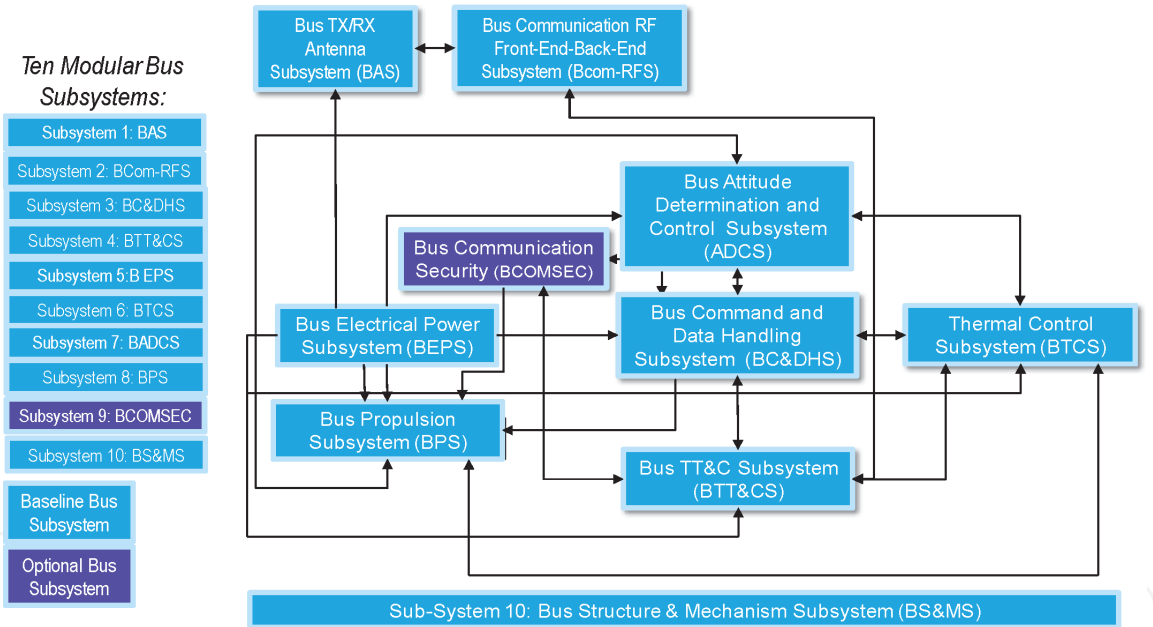 Ten Modular Bus
Subsystems:
Subsystem 1: BAS
Subsystem 2: BCom-RFS
Subsystem 3: BC&DHS
Subsystem 4: BTT&CS
Subsystem 5:B EPS
Subsystem 6: BTCS
Subsystem 7: BADCS
Subsystem 8: BPS
Subsystem 9: BCOMSEC
Subsystem 10: BS&MS
Baseline Bus
Subsystem
Optional Bus
Subsystem
Bus TX/RX
Antenna
Subsystem (BAS)
Bus Communication RF
Front-End-Back-End
Subsystem (Bcom-RFS)
Bus Attitude
Determination and
Control Subsystem
(ADCS)
Bus Communication
Security (BCOMSEC)
Bus Electrical Power
Subsystem (BEPS)
Bus Command and
Data Handling
Subsystem (BC&DHS)
Thermal Control
Subsystem (BTCS)
Bus Propulsion
Subsystem (BPS)
Bus TT&C Subsystem
(BTT&CS)
Sub-System 10: Bus Structure & Mechanism Subsystem (BS&MS)